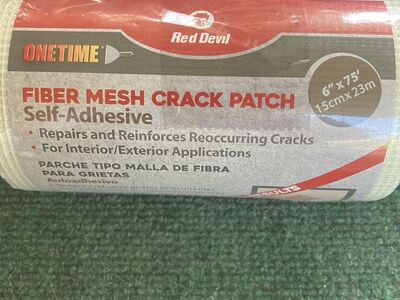 Red Devil
ONETIME®
6" x 75'
15cm x 23m
FIBER MESH CRACK PATCH
Self-Adhesive
• Repairs and Reinforces Reoccurring Cracks
• For Interior/Exterior Applications
PARCHE TIPO MALLA DE FIBRA
PARA GRIETAS
Autoadhesivo